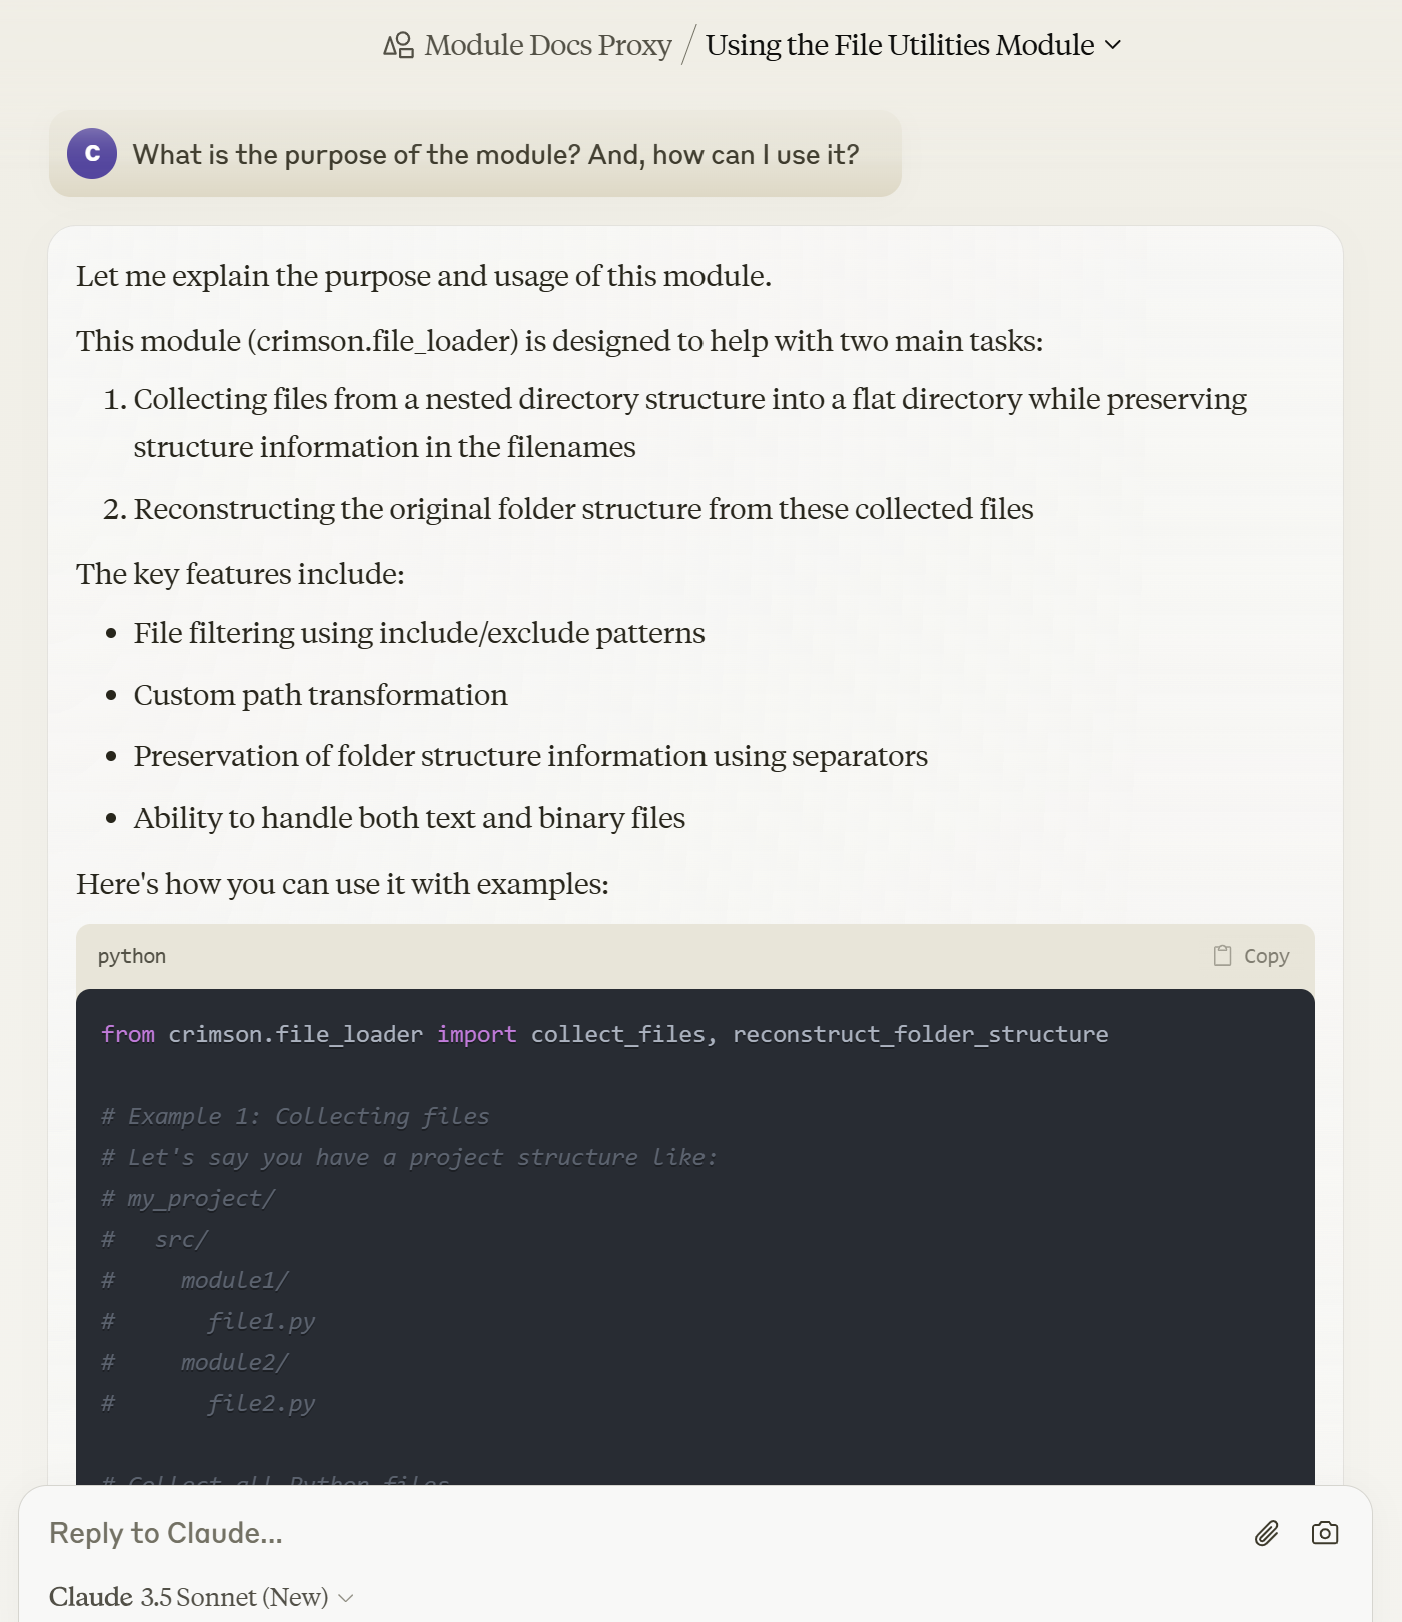 Module Docs Proxy / Using the File Utilities Module
C What is the purpose of the module? And, how can I use it?
Let me explain the purpose and usage of this module.
This module (crimson.file_loader) is designed to help with two main tasks:
1. Collecting files from a nested directory structure into a flat directory while preserving
structure information in the filenames
2. Reconstructing the original folder structure from these collected files
The key features include:
• File filtering using include/exclude patterns
• Custom path transformation
• Preservation of folder structure information using separators
• Ability to handle both text and binary files
Here's how you can use it with examples:
python Copy
from crimson.file_loader import collect_files, reconstruct_folder_structure
# Example 1: Collecting files
# Let's say you have a project structure like:
# my_project/
#   src/
#     module1/
#       file1.py
#     module2/
#       file2.py
# Collect all Python files
Reply to Claude...
Claude 3.5 Sonnet (New)